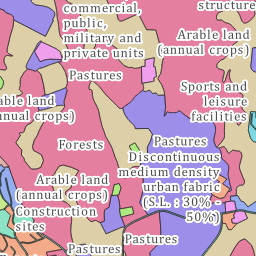 commercial,
public,
military and
private units
structure
Arable land
(annual crops)
Pastures
Sports and
leisure
facilities
able land
nnual crops)
Forests
Pastures
Discontinuous
medium density
urban fabric
(S.L. : 30% -
50%)
Arable land
(annual crops)
Construction
sites
Pastures
Pastures